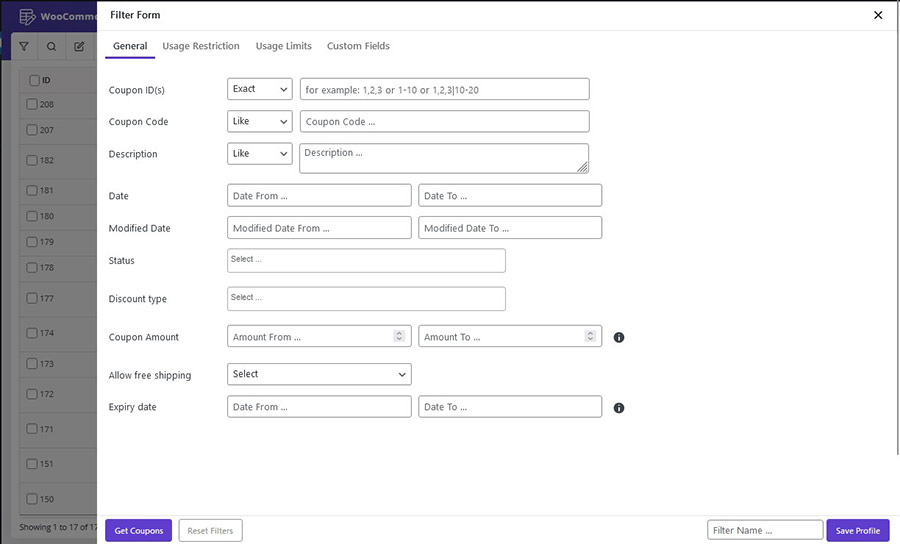 WooComme
Filter Form
General Usage Restriction Usage Limits Custom Fields
ID
208
207
182
181
180
179
178
177
174
173
172
171
151
150
Showing 1 to 17 of 17
Coupon ID(s) Exact for example: 1,2,3 or 1-10 or 1,2,3|10-20
Coupon Code Like Coupon Code ...
Description Like Description ...
Date Date From ... Date To ...
Modified Date Modified Date From ... Modified Date To ...
Status Select ...
Discount type Select ...
Coupon Amount Amount From ... Amount To ...
Allow free shipping Select
Expiry date Date From ... Date To ...
Get Coupons Reset Filters Filter Name ... Save Profile